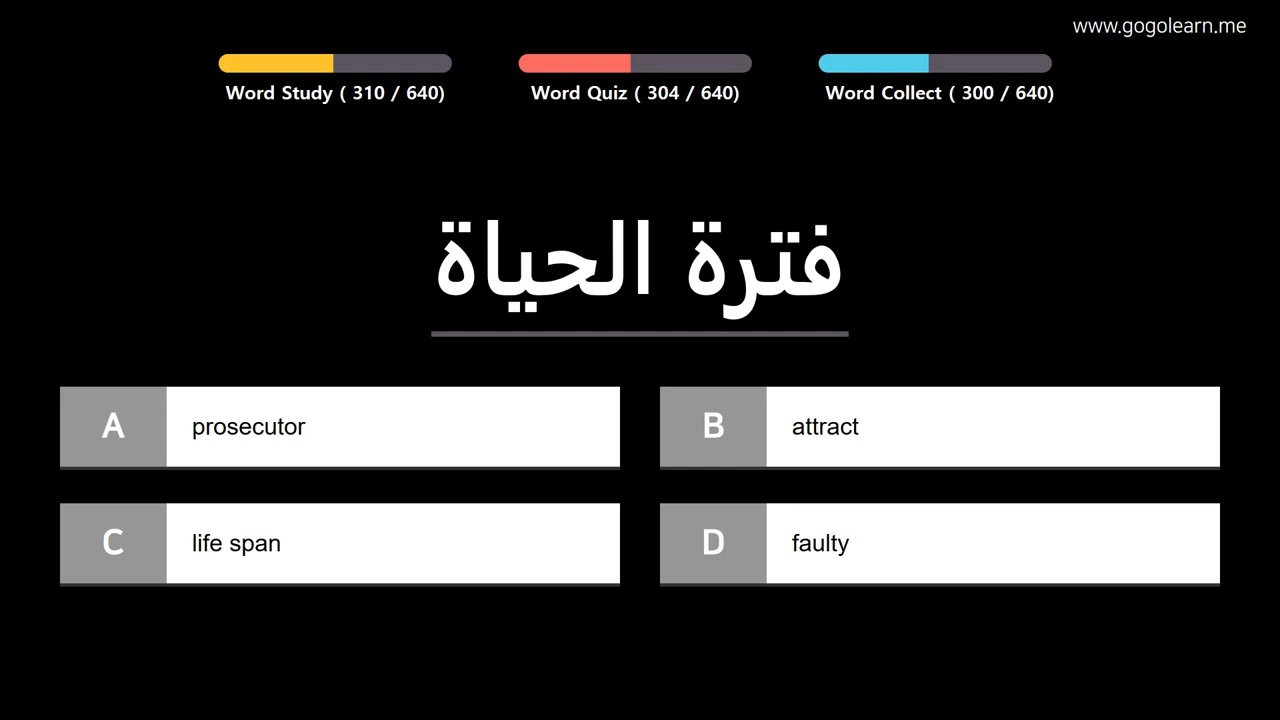 www.gogolearn.me
Word Study ( 310 / 640)
Word Quiz ( 304 / 640)
Word Collect ( 300 / 640)
فترة الحياة
A prosecutor
B attract
C life span
D faulty